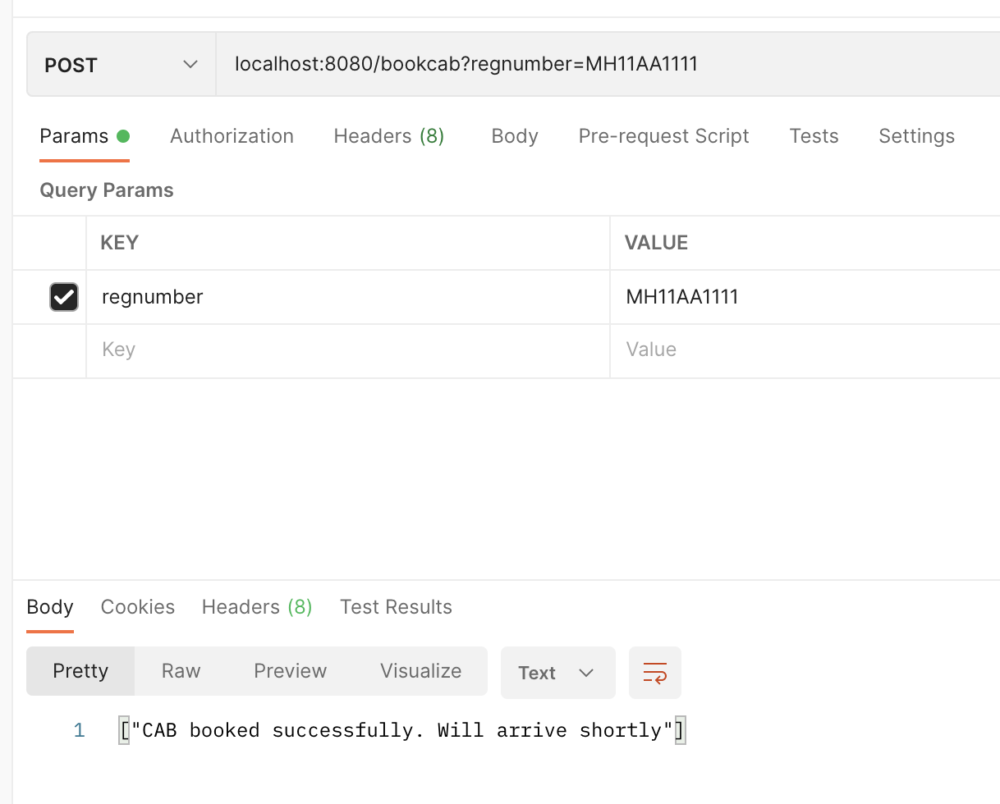 POST localhost:8080/bookcab?regnumber=MH11AA1111
Params Authorization Headers (8) Body Pre-request Script Tests Settings
Query Params
KEY VALUE
regnumber MH11AA1111
Key Value
Body Cookies Headers (8) Test Results
Pretty Raw Preview Visualize Text
1 ["CAB booked successfully. Will arrive shortly"]